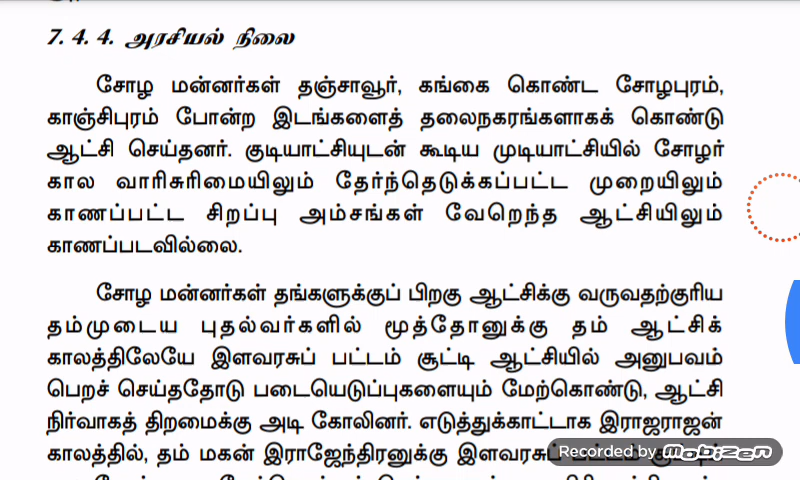 7. 4. 4. அரசியல் நிலை
சோழ மன்னர்கள் தஞ்சாவூர், கங்கை கொண்ட சோழபுரம்,
காஞ்சிபுரம் போன்ற இடங்களைத் தலைநகரங்களாகக் கொண்டு
ஆட்சி செய்தனர். குடியாட்சியுடன் கூடிய முடியாட்சியில் சோழர்
கால வாரிசுரிமையிலும் தேர்ந்தெடுக்கப்பட்ட முறையிலும்
காணப்பட்ட சிறப்பு அம்சங்கள் வேறெந்த ஆட்சியிலும்
காணப்படவில்லை.
சோழ மன்னர்கள் தங்களுக்குப் பிறகு ஆட்சிக்கு வருவதற்குரிய
தம்முடைய புதல்வர்களில் மூத்தோனுக்கு தம் ஆட்சிக்
காலத்திலேயே இளவரசுப் பட்டம் சூட்டி ஆட்சியில் அனுபவம்
பெறச் செய்ததோடு படையெடுப்புகளையும் மேற்கொண்டு, ஆட்சி
நிர்வாகத் திறமைக்கு அடி கோலினர். எடுத்துக்காட்டாக இராஜராஜன்
காலத்தில், தம் மகன் இராஜேந்திரனுக்கு இளவரசுப் பட்டம்
Recorded by Mobizen